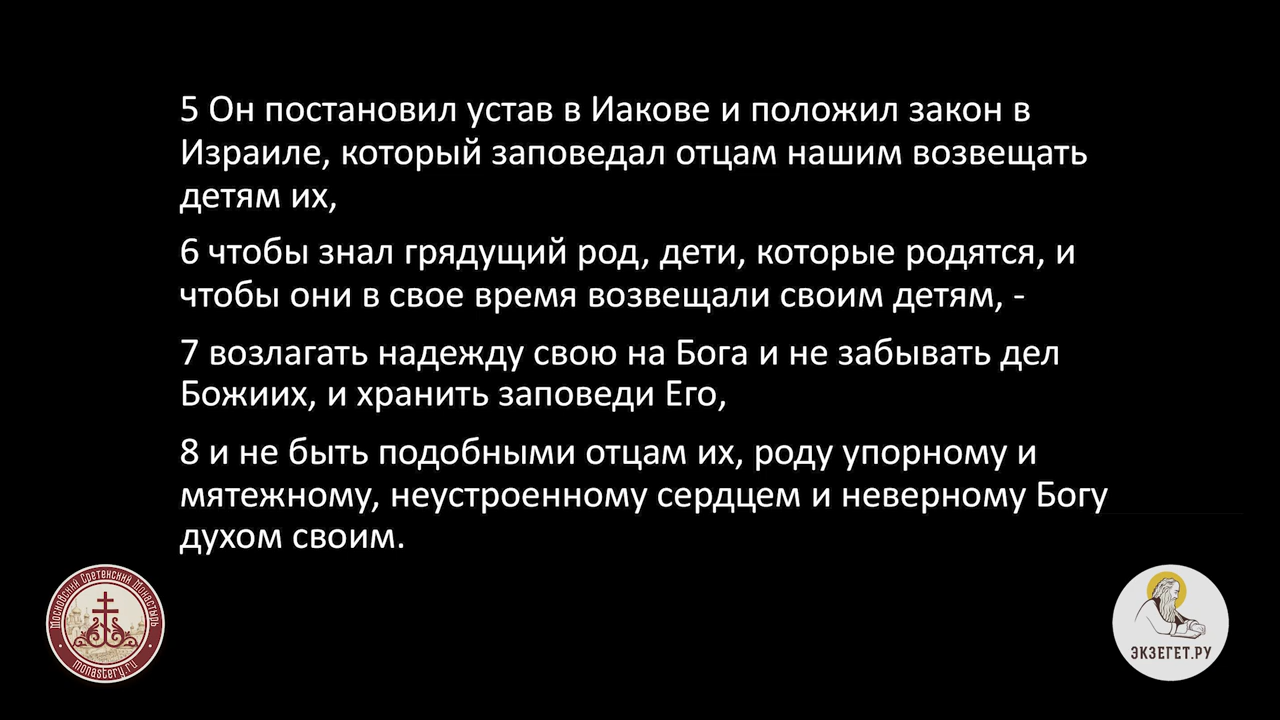 5 Он постановил устав в Иакове и положил закон в
Израиле, который заповедал отцам нашим возвещать
детям их,
6 чтобы знал грядущий род, дети, которые родятся, и
чтобы они в свое время возвещали своим детям, -
7 возлагать надежду свою на Бога и не забывать дел
Божиих, и хранить заповеди Его,
8 и не быть подобными отцам их, роду упорному и
мятежному, неустроенному сердцем и неверному Богу
духом своим.
Московский Сретенский Монастырь
monastery.ru
ЭКЗЕГЕТ.РУ